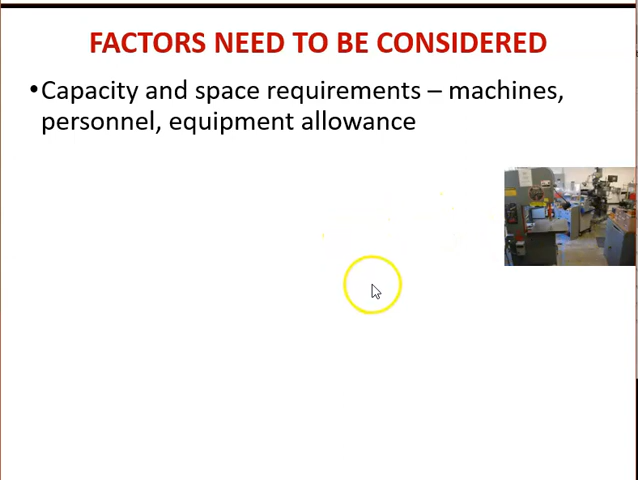 FACTORS NEED TO BE CONSIDERED
•Capacity and space requirements – machines,
personnel, equipment allowance